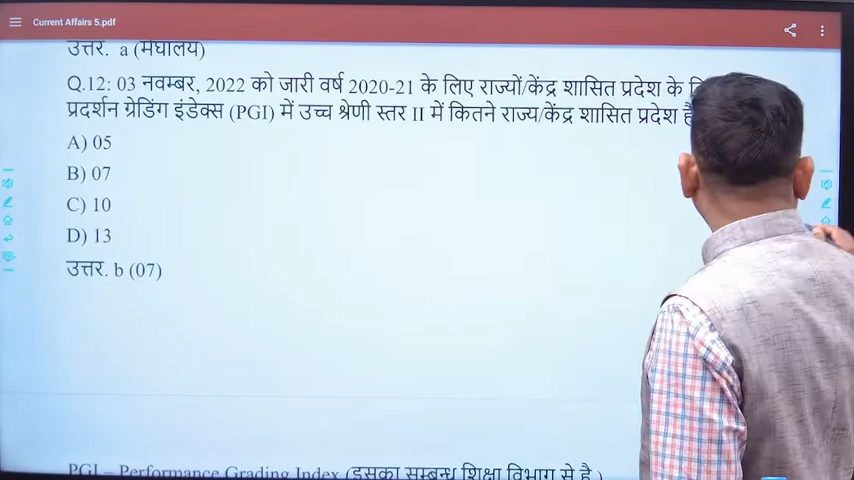 Current Affairs 5.pdf
उत्तर. a (मेघालय)
Q.12: 03 नवम्बर, 2022 को जारी वर्ष 2020-21 के लिए राज्यों/केंद्र शासित प्रदेश के
प्रदर्शन ग्रेडिंग इंडेक्स (PGI) में उच्च श्रेणी स्तर II में कितने राज्य/केंद्र शासित प्रदेश
A) 05
B) 07
C) 10
D) 13
उत्तर. b (07)
PGI – Performance Grading Index (इसका सम्बन्ध शिक्षा विभाग से है )